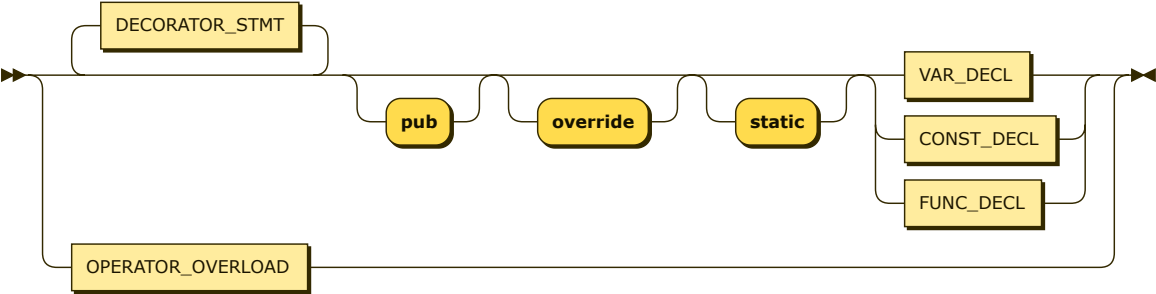 DECORATOR_STMT
VAR_DECL
pub
override
static
CONST_DECL
FUNC_DECL
OPERATOR_OVERLOAD